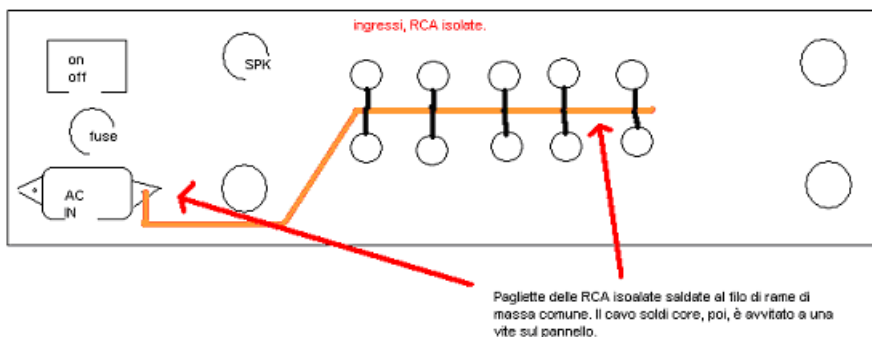 ingressi, RCA isolate.
on
off
SPK
fuse
AC
IN
Pagliette delle RCA isoalate saldate al filo di rame di
massa comune. Il cavo soldi core, poi, è avvitato a una
vite sul pannello.